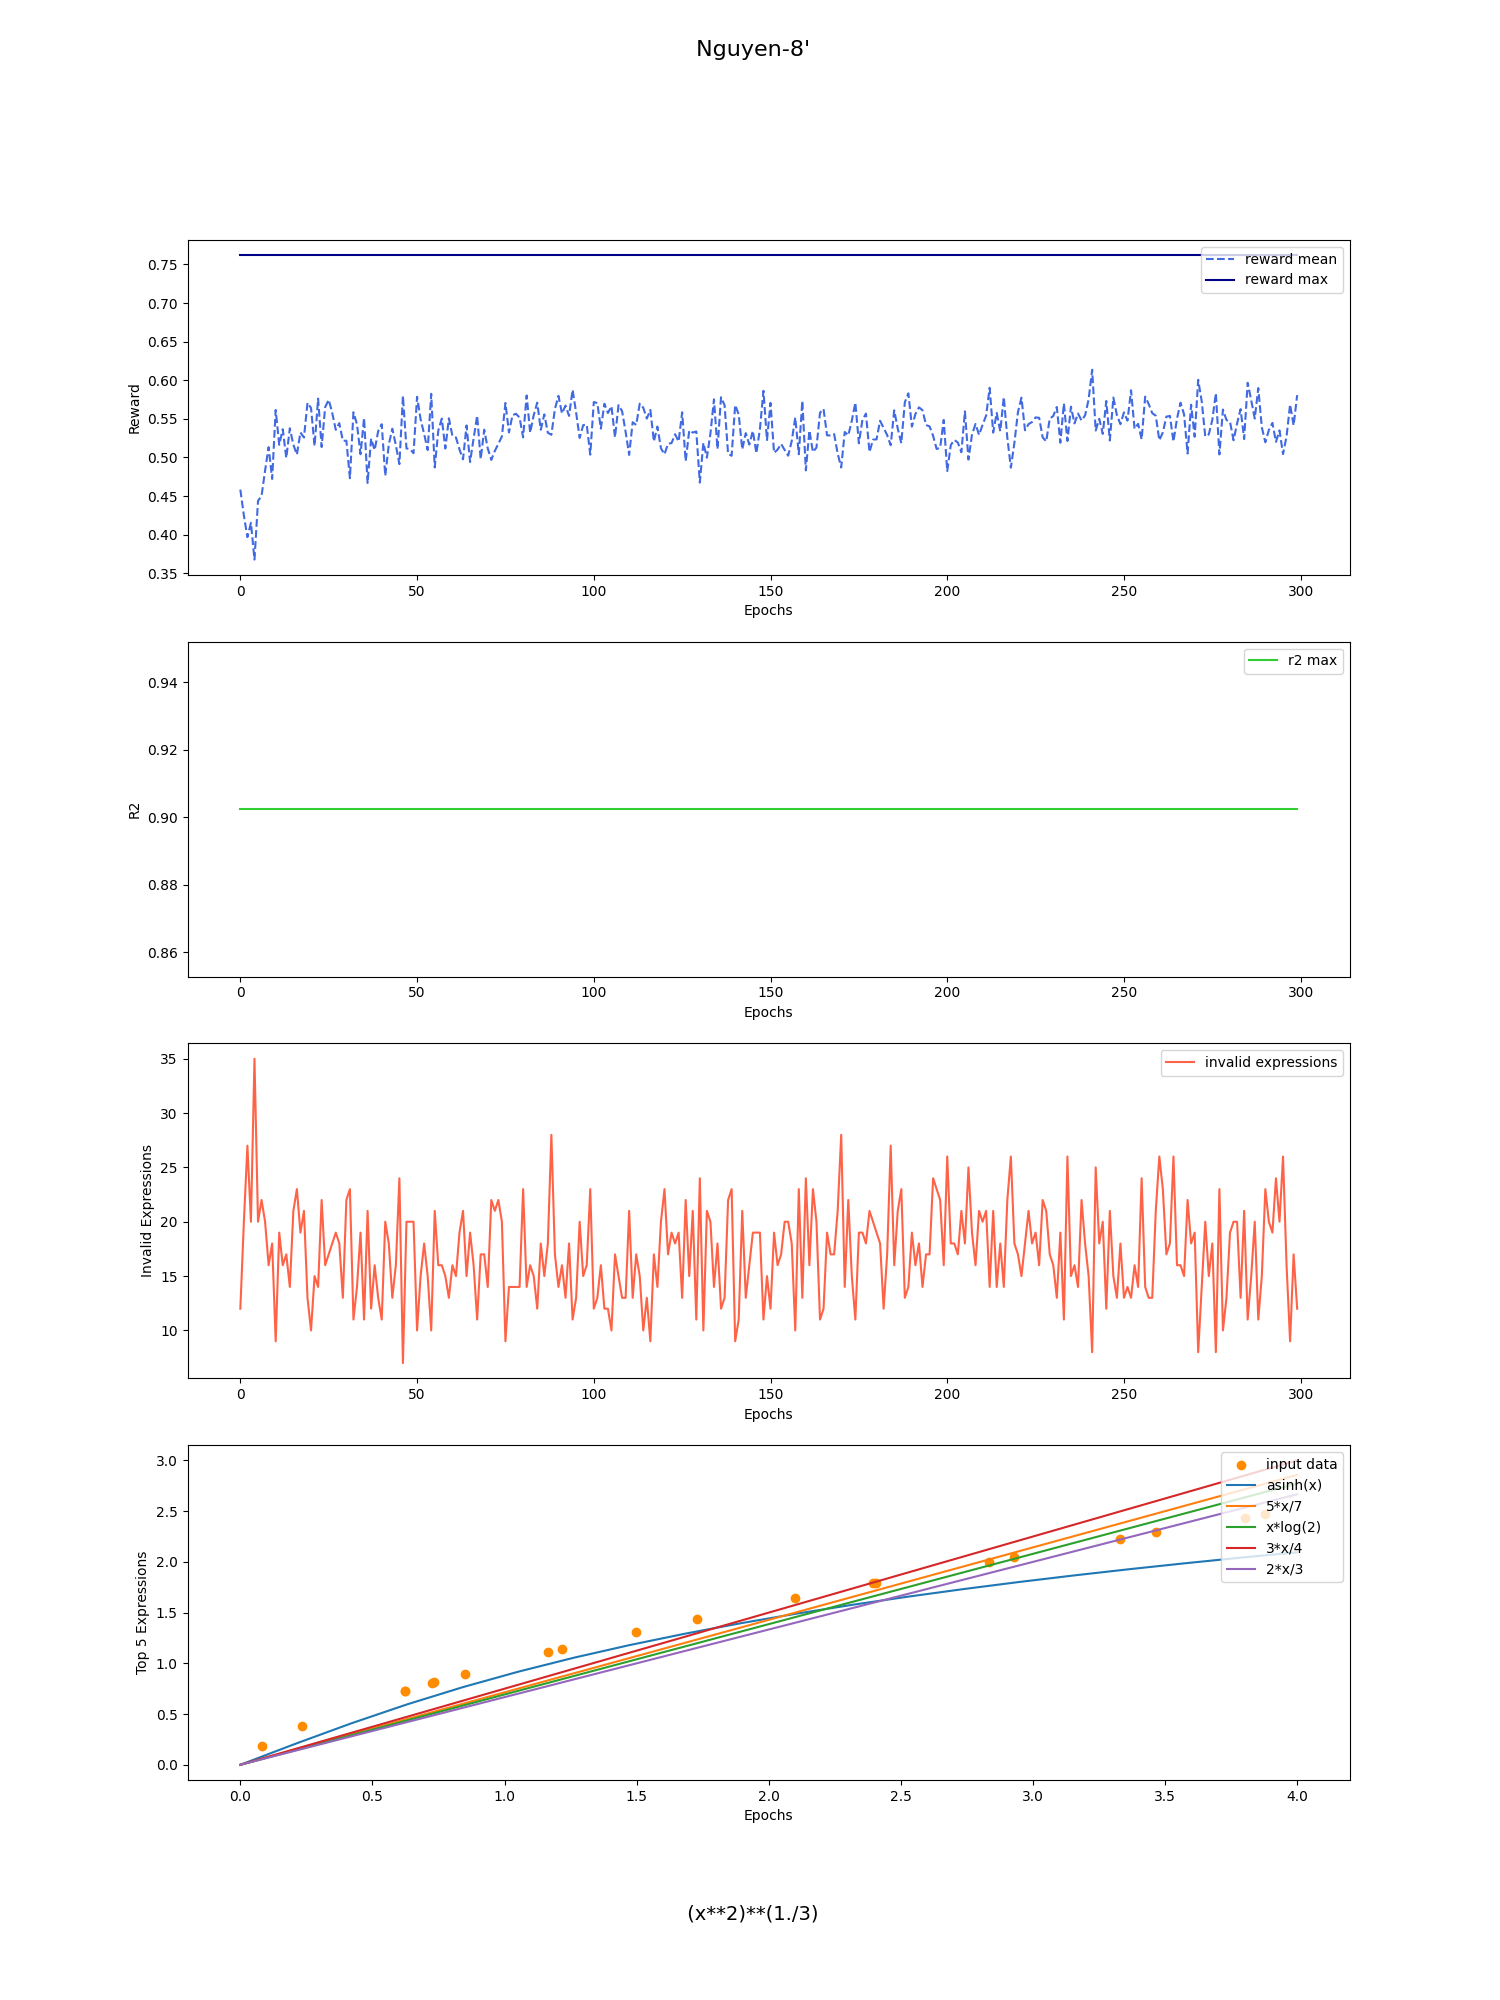 Nguyen-8'
0.75
0.70
0.65
0.60
0.55
0.50
0.45
0.40
0.35
Reward
reward mean
reward max
0 50 100 150 200 250 300
Epochs
0.94
0.92
0.90
0.88
0.86
R2
r2 max
0 50 100 150 200 250 300
Epochs
35
30
25
20
15
10
Invalid Expressions
invalid expressions
0 50 100 150 200 250 300
Epochs
3.0
2.5
2.0
1.5
1.0
0.5
0.0
Top 5 Expressions
input data
asinh(x)
5*x/7
x*log(2)
3*x/4
2*x/3
0.0 0.5 1.0 1.5 2.0 2.5 3.0 3.5 4.0
Epochs
(x**2)**(1./3)